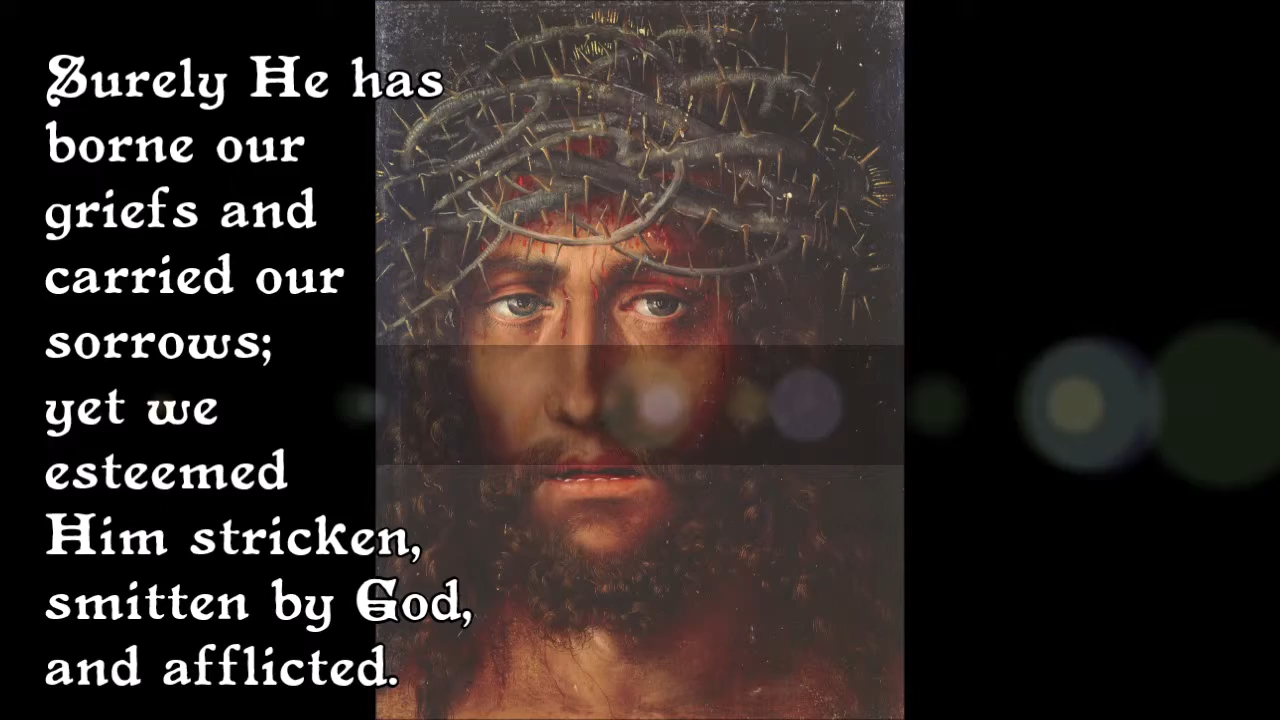 Surely He has
borne our
griefs and
carried our
sorrows;
yet we
esteemed
Him stricken,
smitten by God,
and afflicted.